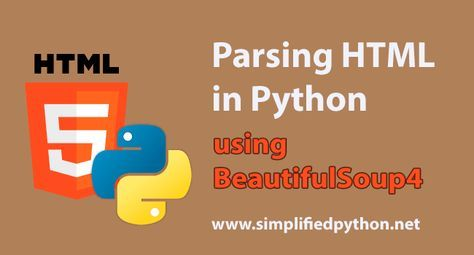 HTML
5
Parsing HTML
in Python
using
BeautifulSoup4
www.simplifiedpython.net